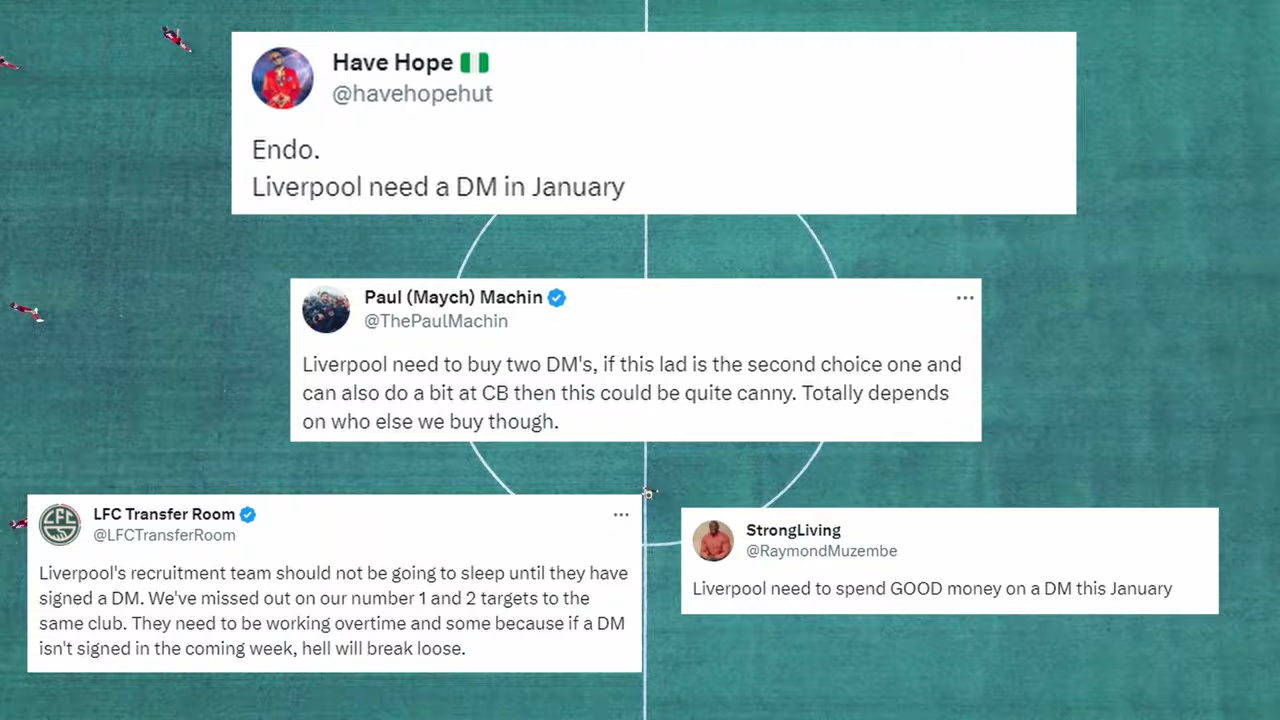 Have Hope 🇳🇬
@havehopehut
Endo.
Liverpool need a DM in January
Paul (Maych) Machin
@ThePaulMachin
Liverpool need to buy two DM's, if this lad is the second choice one and
can also do a bit at CB then this could be quite canny. Totally depends
on who else we buy though.
LFC Transfer Room
@LFCTransferRoom
Liverpool's recruitment team should not be going to sleep until they have
signed a DM. We've missed out on our number 1 and 2 targets to the
same club. They need to be working overtime and some because if a DM
isn't signed in the coming week, hell will break loose.
StrongLiving
@RaymondMuzembe
Liverpool need to spend GOOD money on a DM this January